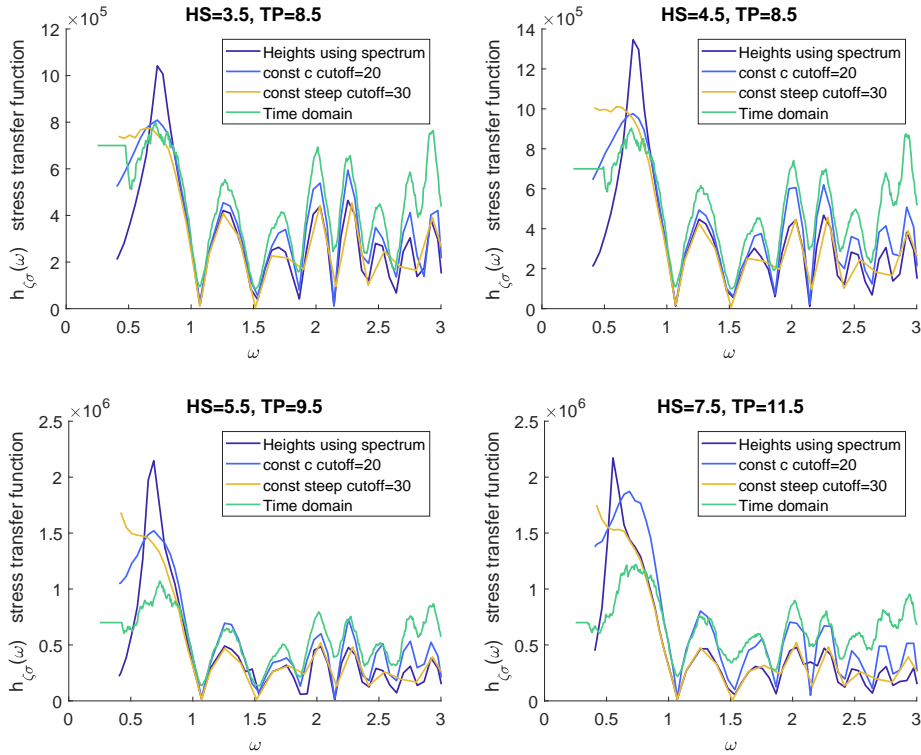 HS=3.5, TP=8.5
×10⁵
h_ζσ(ω) stress transfer function
12
10
8
6
4
2
0
0 0.5 1 1.5 2 2.5 3
ω
Heights using spectrum
const c cutoff=20
const steep cutoff=30
Time domain
HS=4.5, TP=8.5
×10⁵
h_ζσ(ω) stress transfer function
14
12
10
8
6
4
2
0
0 0.5 1 1.5 2 2.5 3
ω
Heights using spectrum
const c cutoff=20
const steep cutoff=30
Time domain
HS=5.5, TP=9.5
×10⁶
h_ζσ(ω) stress transfer function
2.5
2
1.5
1
0.5
0
0 0.5 1 1.5 2 2.5 3
ω
Heights using spectrum
const c cutoff=20
const steep cutoff=30
Time domain
HS=7.5, TP=11.5
×10⁶
h_ζσ(ω) stress transfer function
2.5
2
1.5
1
0.5
0
0 0.5 1 1.5 2 2.5 3
ω
Heights using spectrum
const c cutoff=20
const steep cutoff=30
Time domain